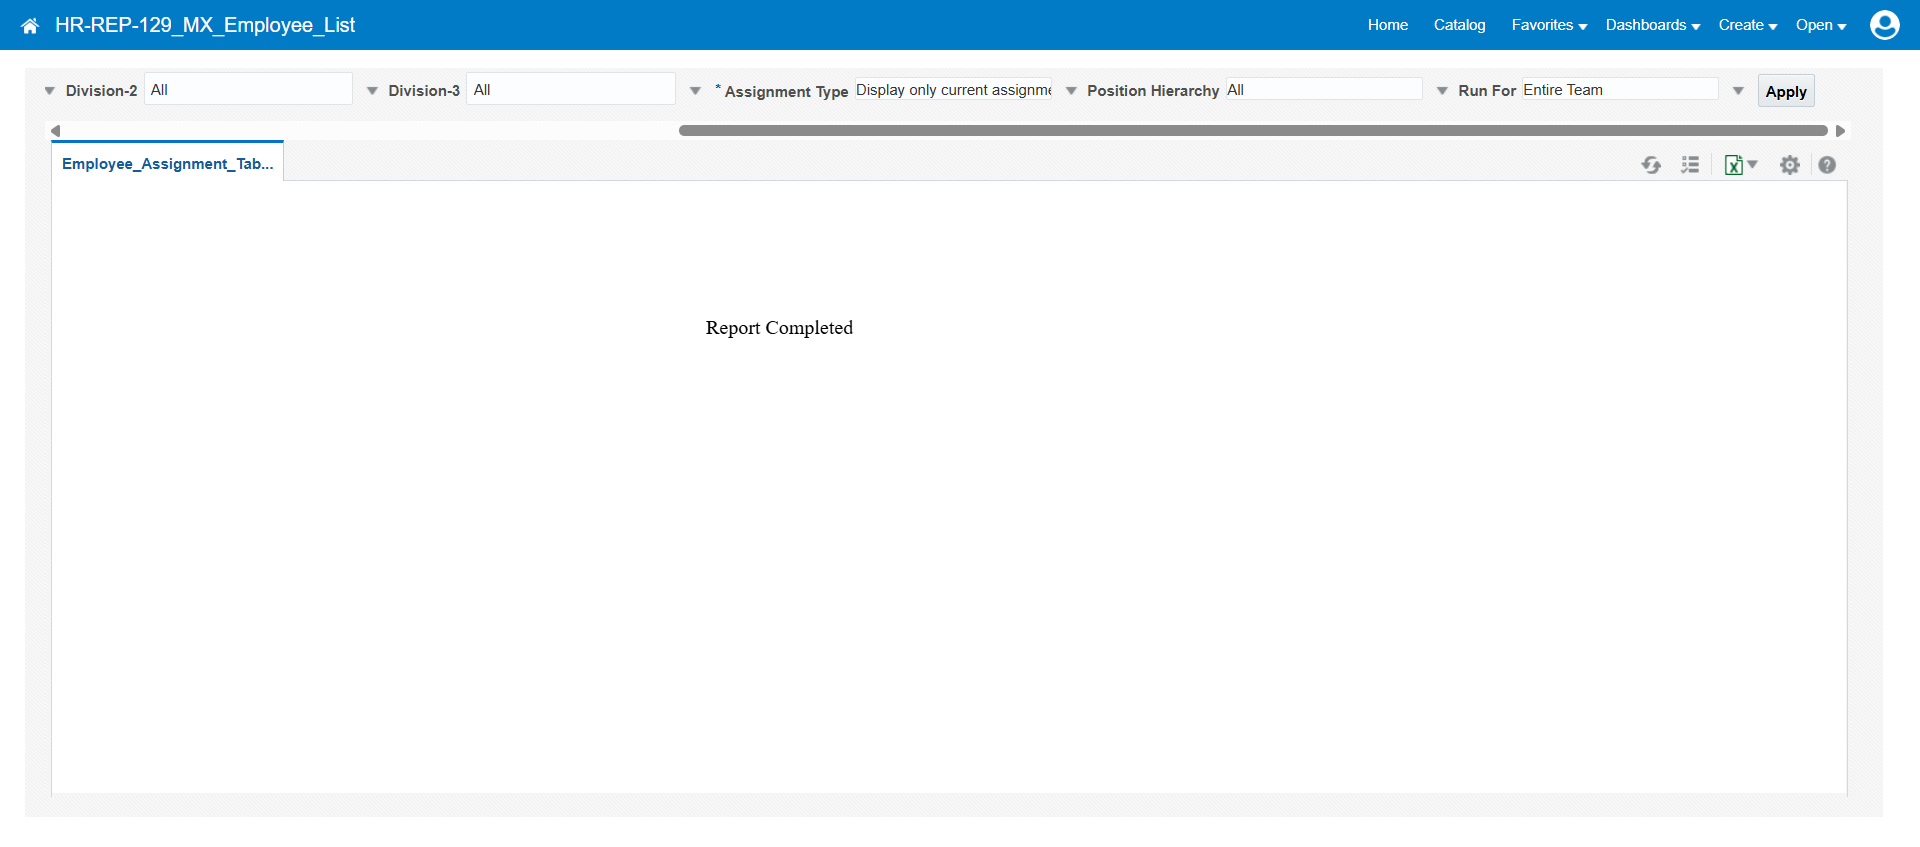 HR-REP-129_MX_Employee_List
Home Catalog Favorites Dashboards Create Open
Division-2 All Division-3 All * Assignment Type Display only current assignme Position Hierarchy All Run For Entire Team Apply
Employee_Assignment_Tab...
Report Completed